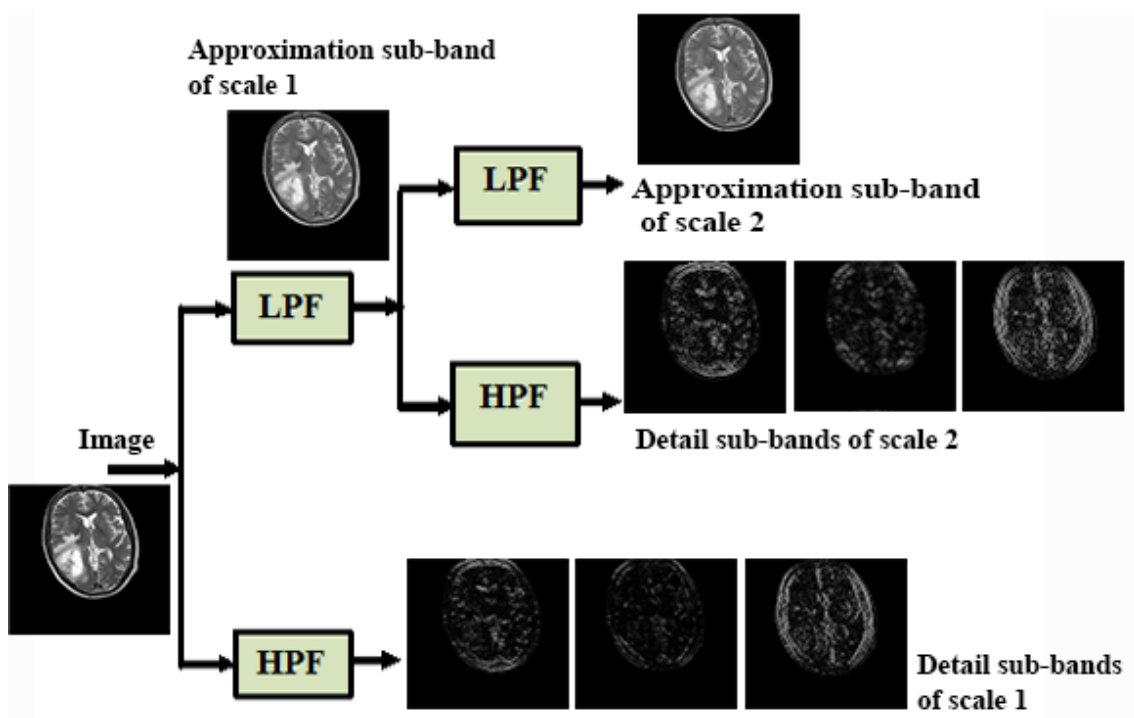 Approximation sub-band
of scale 1
LPF
Approximation sub-band
of scale 2
LPF
HPF
Detail sub-bands of scale 2
Image
HPF
Detail sub-bands
of scale 1